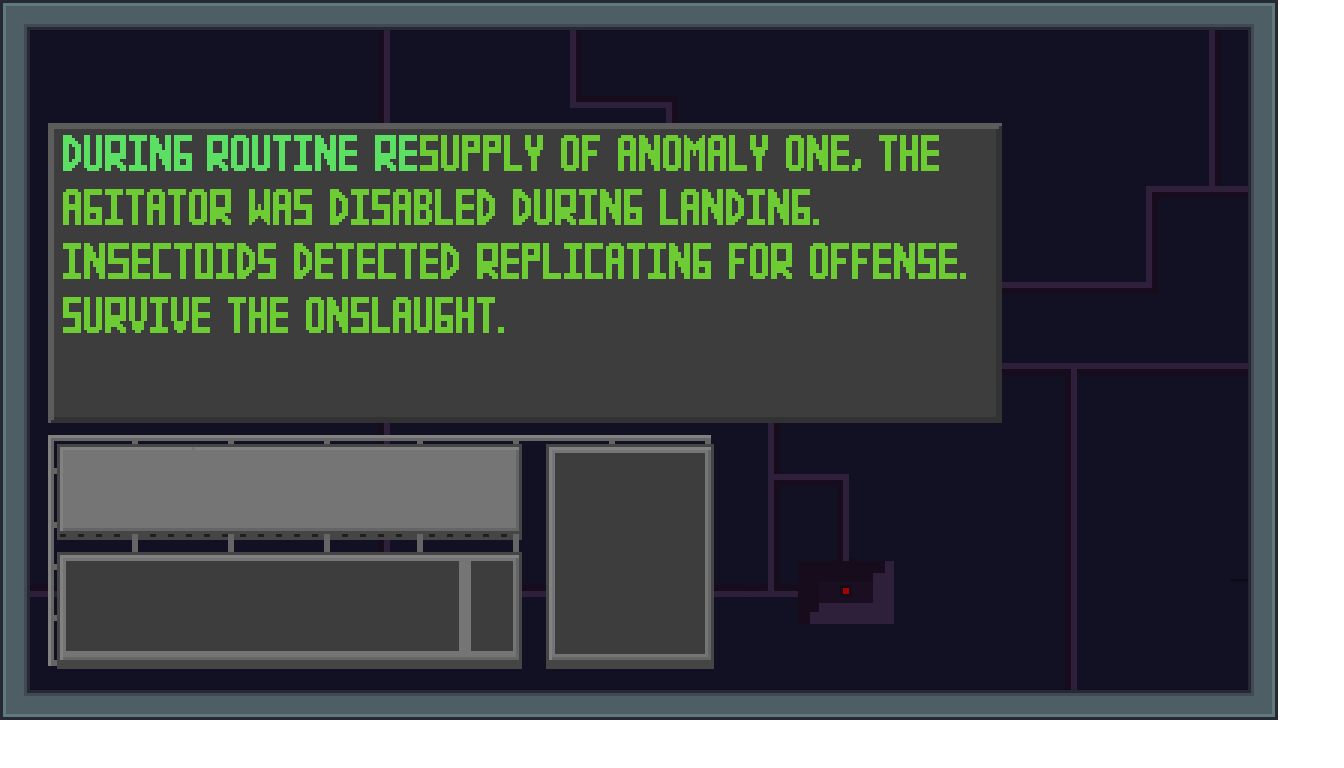 DURING ROUTINE RESUPPLY OF ANOMALY ONE, THE
AGITATOR WAS DISABLED DURING LANDING.
INSECTOIDS DETECTED REPLICATING FOR OFFENSE.
SURVIVE THE ONSLAUGHT.